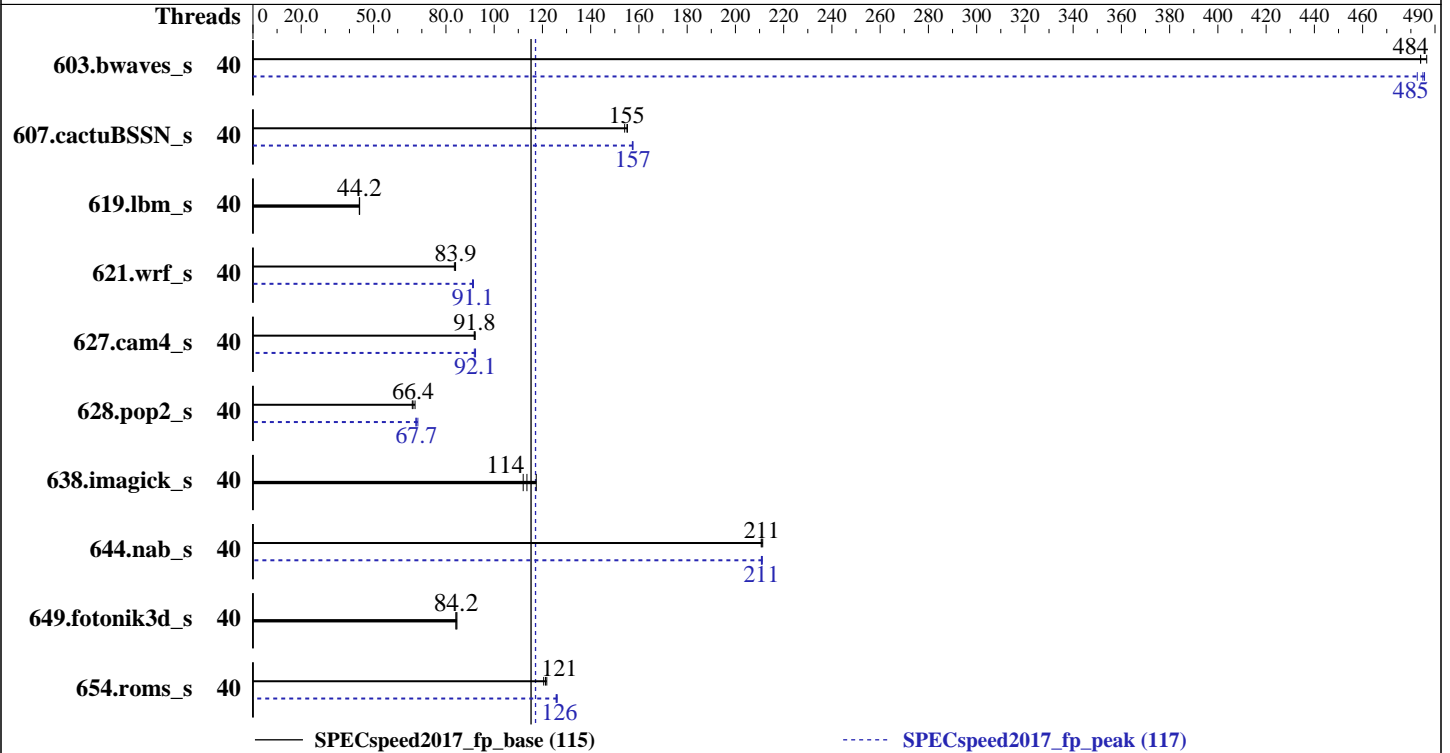 Threads 0 20.0 50.0 80.0 100 120 140 160 180 200 220 240 260 280 300 320 340 360 380 400 420 440 460 490
484
603.bwaves_s 40
485
155
607.cactuBSSN_s 40
157
44.2
619.lbm_s 40
83.9
621.wrf_s 40
91.1
91.8
627.cam4_s 40
92.1
66.4
628.pop2_s 40
67.7
114
638.imagick_s 40
211
644.nab_s 40
211
84.2
649.fotonik3d_s 40
121
654.roms_s 40
126
SPECspeed2017_fp_base (115) SPECspeed2017_fp_peak (117)